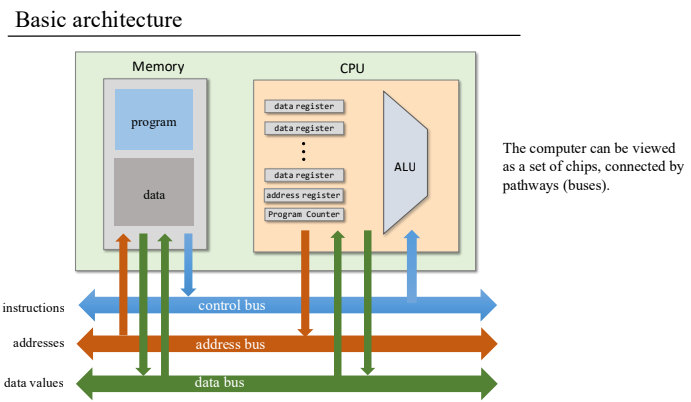 Basic architecture
Memory
CPU
program
data
data register
data register
data register
address register
Program Counter
ALU
The computer can be viewed
as a set of chips, connected by
pathways (buses).
instructions
control bus
addresses
address bus
data values
data bus